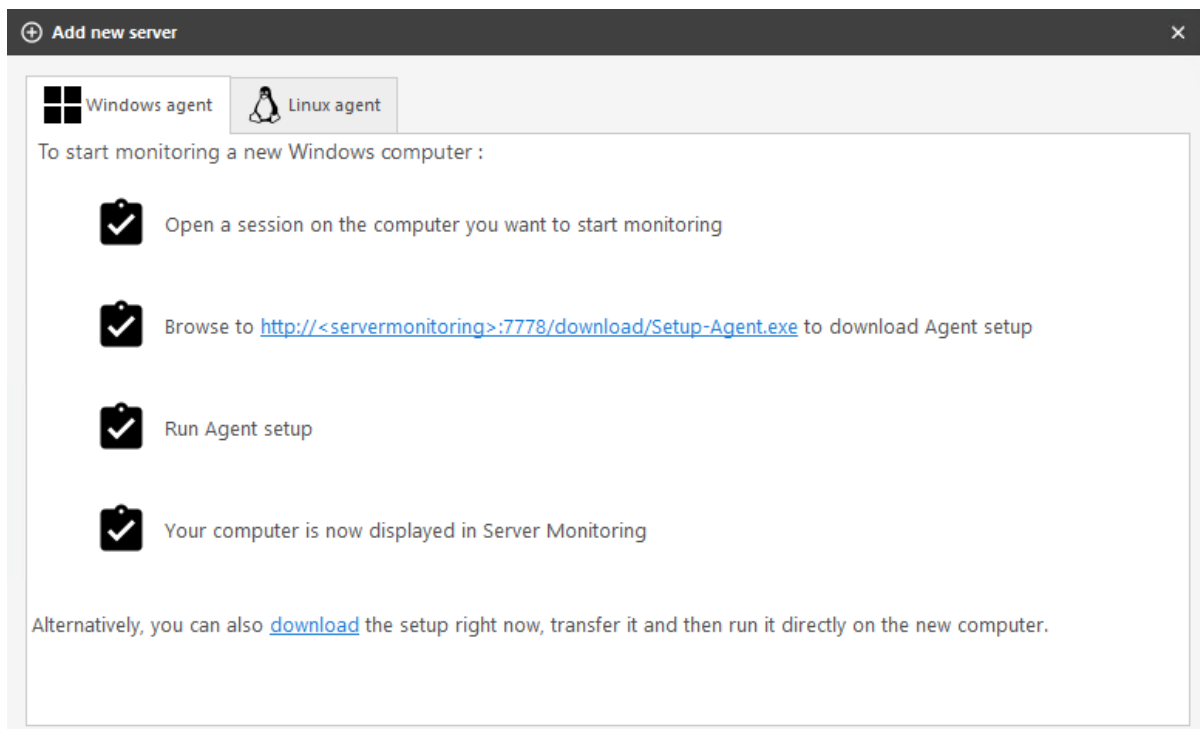 Add new server
Windows agent
Linux agent
To start monitoring a new Windows computer :
Open a session on the computer you want to start monitoring
Browse to http://<servermonitoring>:7778/download/Setup-Agent.exe to download Agent setup
Run Agent setup
Your computer is now displayed in Server Monitoring
Alternatively, you can also download the setup right now, transfer it and then run it directly on the new computer.